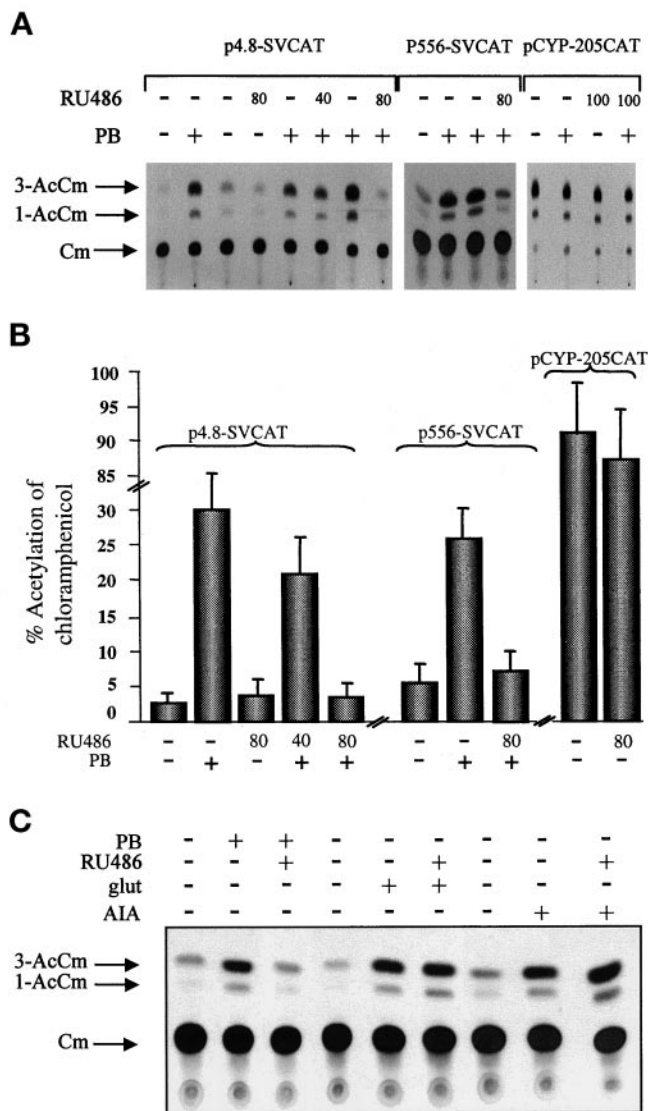 A
p4.8-SVCAT P556-SVCAT pCYP-205CAT
RU486 - - - 80 - 40 - 80 - - - 80 - - 100 100
PB - + - - + + + + - + + + - + - +
3-AcCm
1-AcCm
Cm
B
pCYP-205CAT
p4.8-SVCAT p556-SVCAT
% Acetylation of
chloramphenicol
100
95
90
85
30
25
20
15
10
5
0
RU486 - - 80 40 80 - - 80 - 80
PB - + - + + - + + - -
C
PB - + + - - - - - -
RU486 - - + - - + - - +
glut - - - - + + - - -
AIA - - - - - - - + +
3-AcCm
1-AcCm
Cm